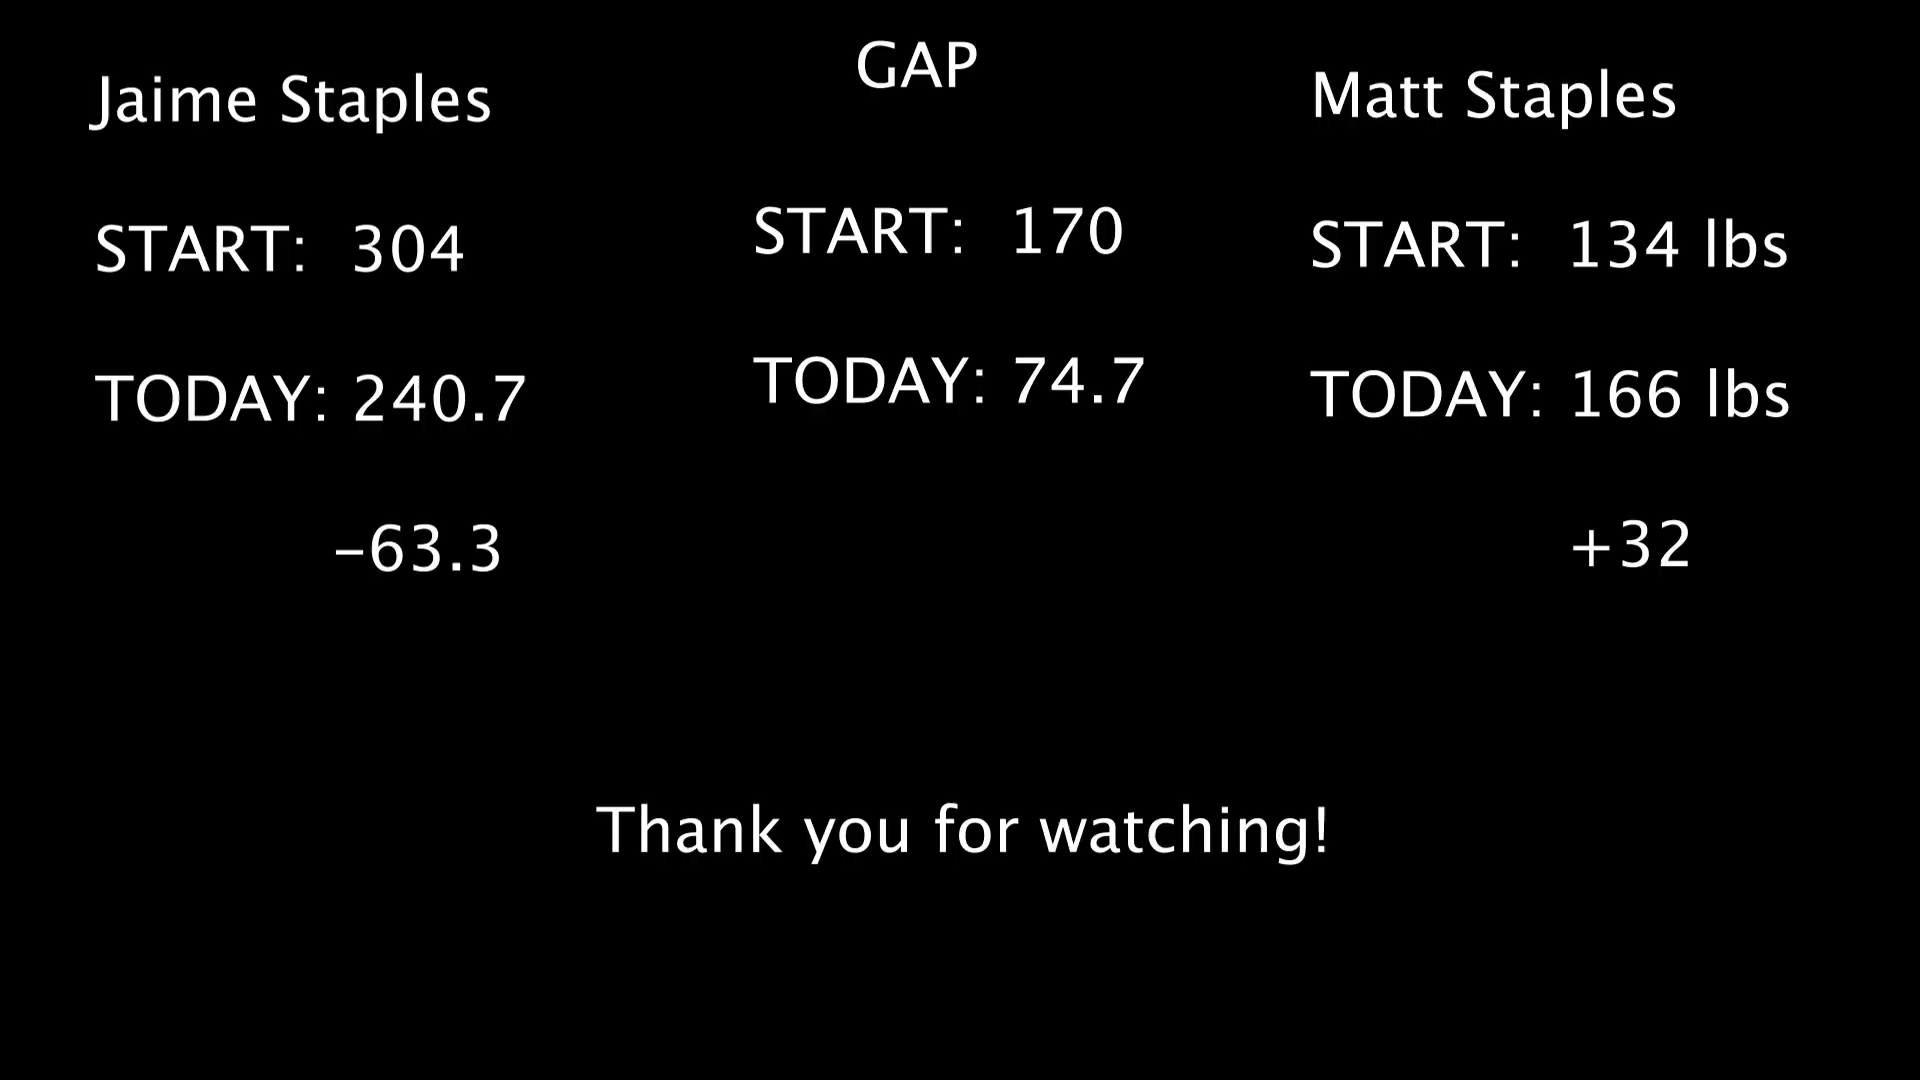 Jaime Staples
START: 304
TODAY: 240.7
-63.3
GAP
START: 170
TODAY: 74.7
Matt Staples
START: 134 lbs
TODAY: 166 lbs
+32
Thank you for watching!